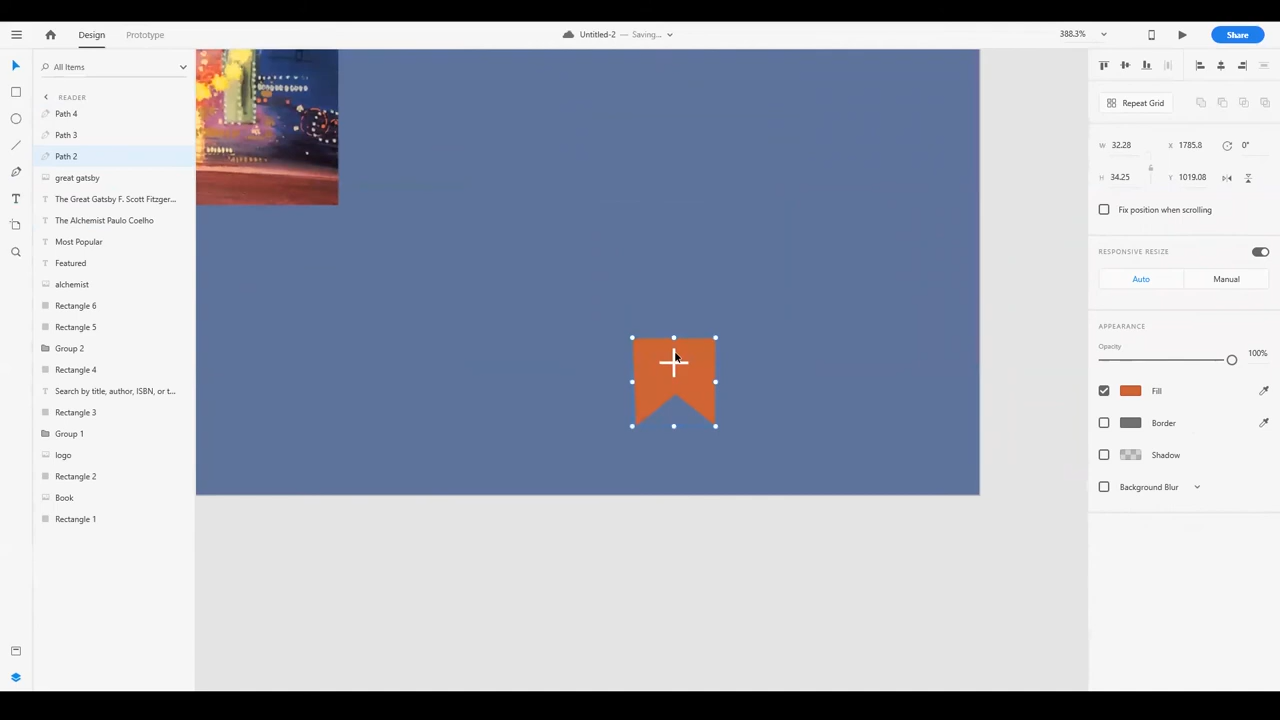 Design
Prototype
Untitled-2 — Saving...
388.3%
Share
All Items
READER
Path 4
Path 3
Path 2
great gatsby
The Great Gatsby F. Scott Fitzger...
The Alchemist Paulo Coelho
Most Popular
Featured
alchemist
Rectangle 6
Rectangle 5
Group 2
Rectangle 4
Search by title, author, ISBN, or t...
Rectangle 3
Group 1
logo
Rectangle 2
Book
Rectangle 1
Repeat Grid
W 32.28 X 1785.8 0°
H 34.25 Y 1019.08
Fix position when scrolling
RESPONSIVE RESIZE
Auto Manual
APPEARANCE
Opacity
100%
Fill
Border
Shadow
Background Blur